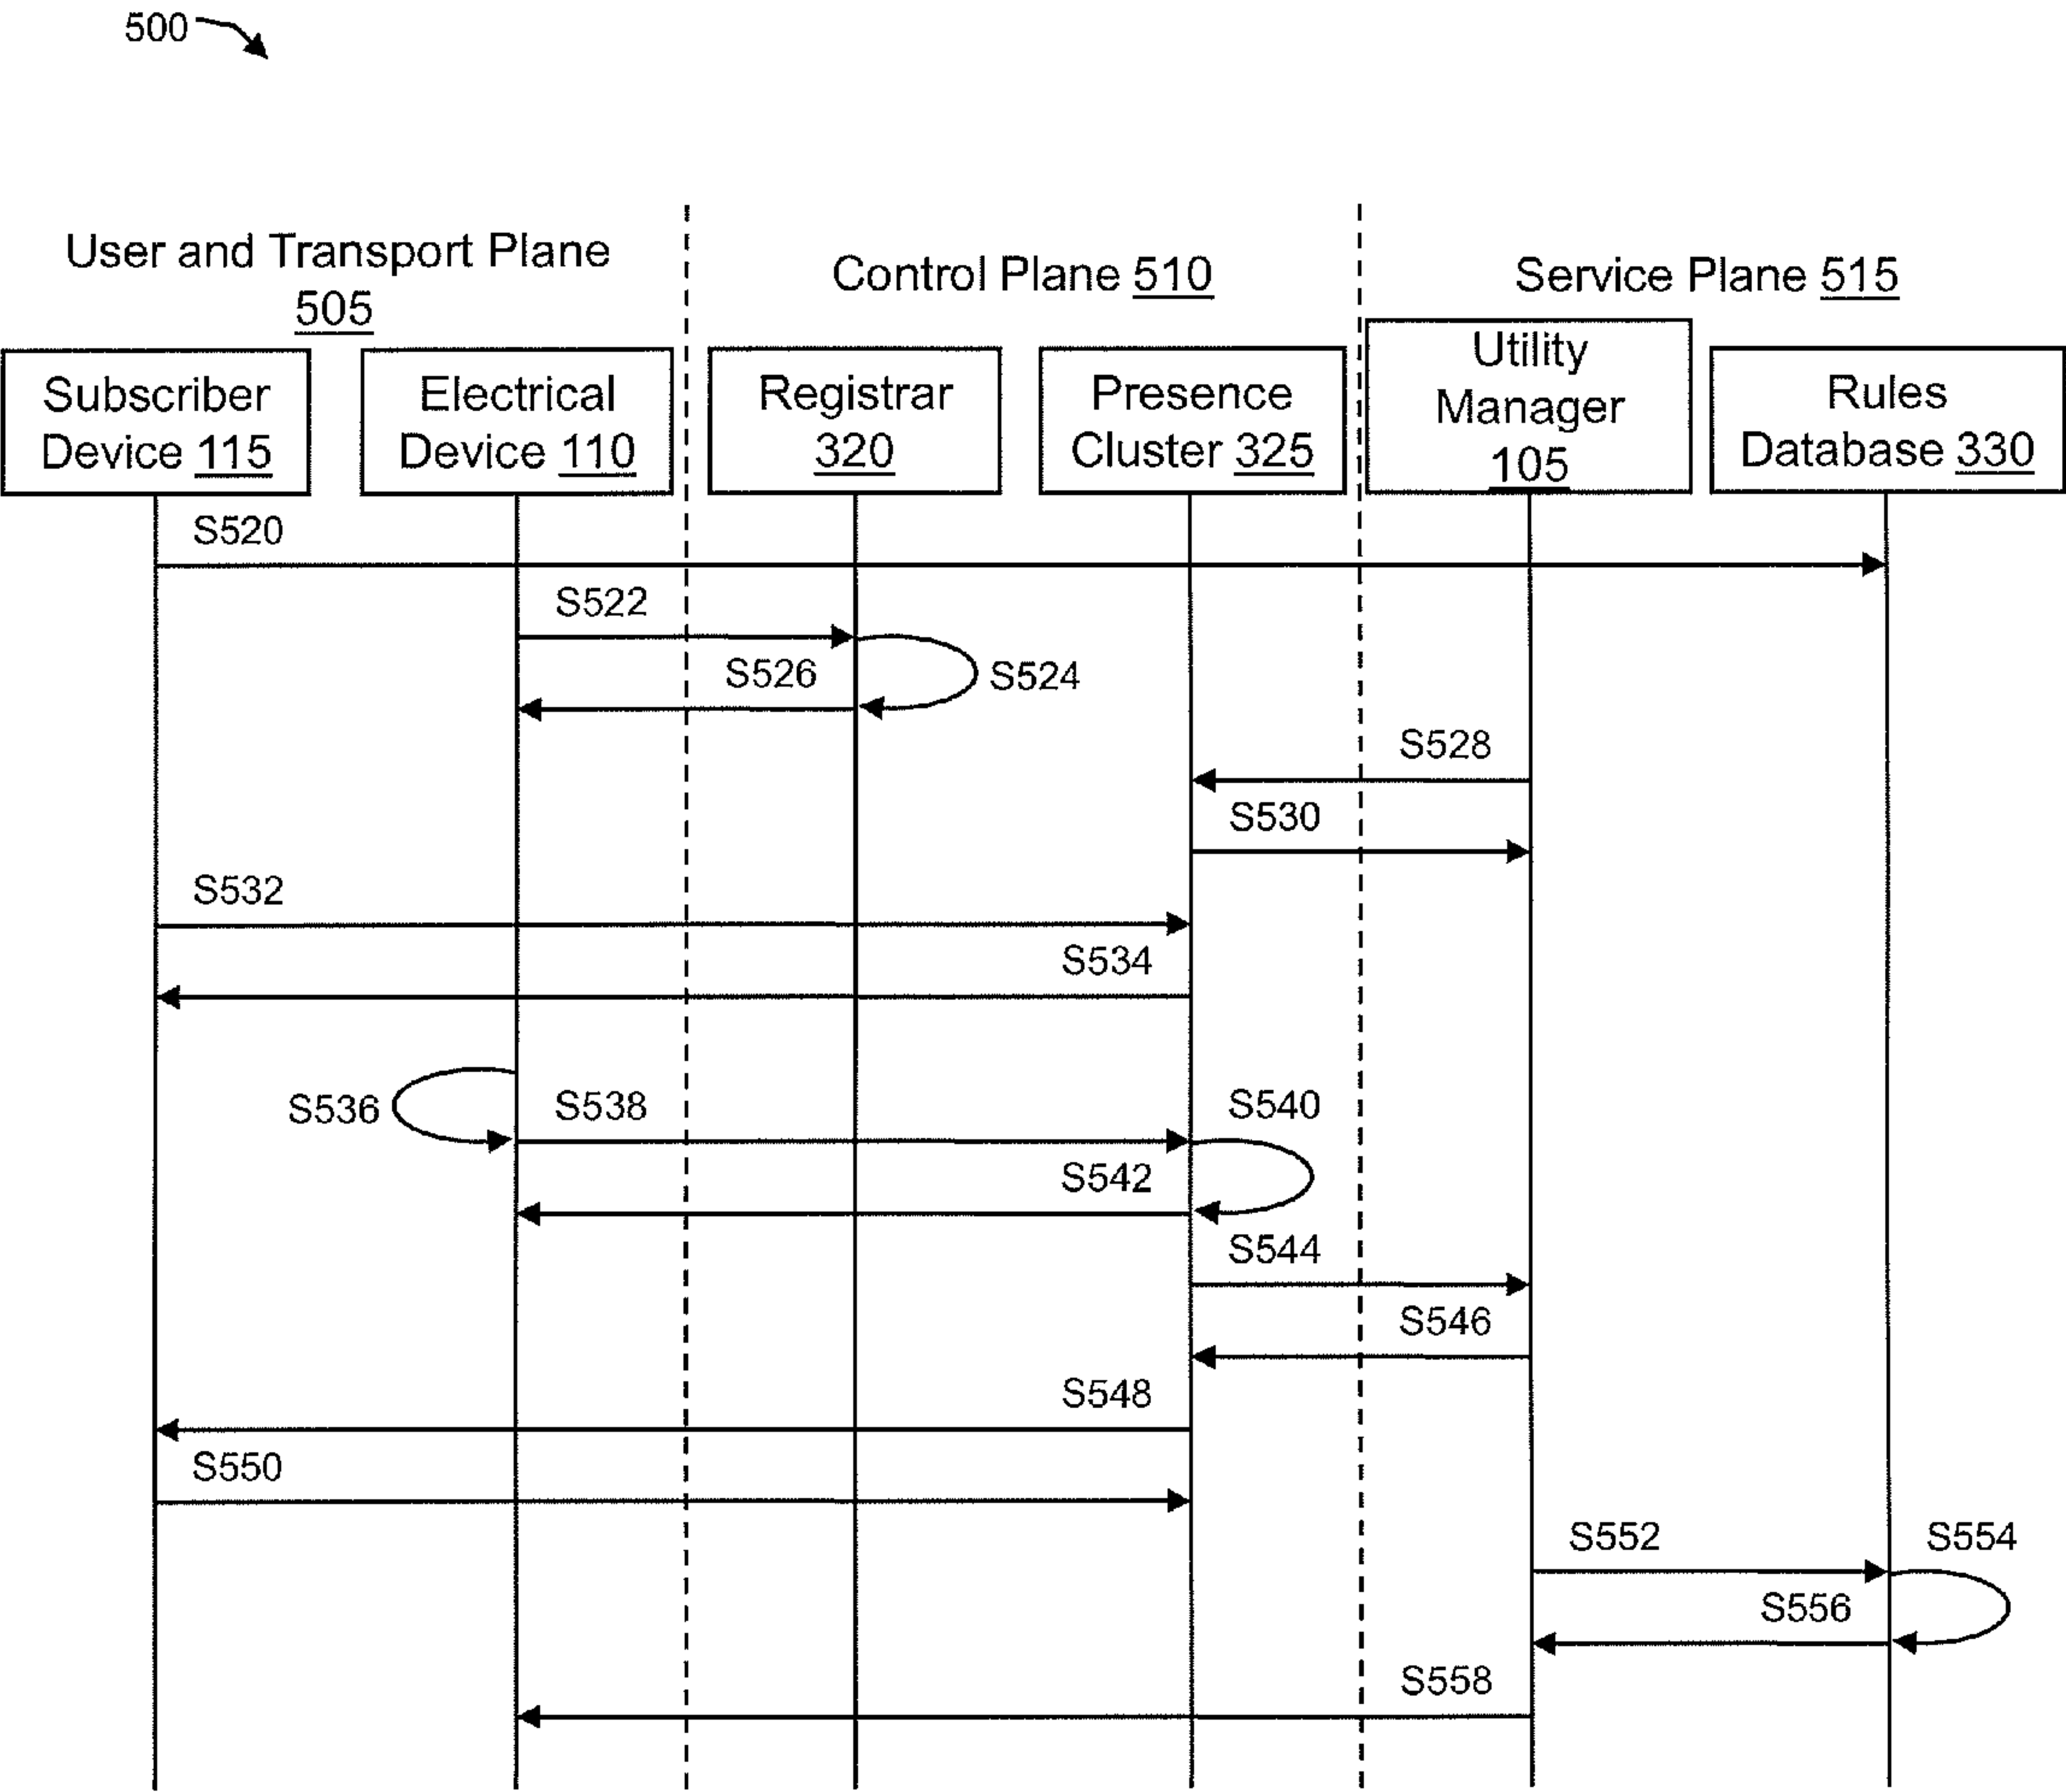 500
User and Transport Plane
505
Control Plane 510
Service Plane 515
Subscriber
Device 115
Electrical
Device 110
Registrar
320
Presence
Cluster 325
Utility
Manager
105
Rules
Database 330
S520
S522
S526
S524
S528
S530
S532
S534
S536
S538
S540
S542
S544
S546
S548
S550
S552
S554
S556
S558